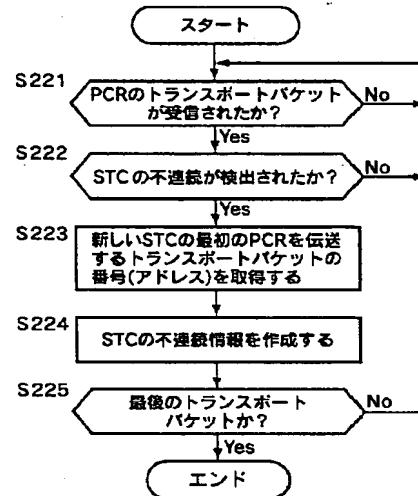 スタート
S221
PCRのトランスポートパケット
が受信されたか?
No
Yes
S222
STCの不連続が検出されたか?
No
Yes
S223
新しいSTCの最初のPCRを伝送
するトランスポートパケットの
番号(アドレス)を取得する
S224
STCの不連続情報を作成する
S225
最後のトランスポート
パケットか?
No
Yes
エンド